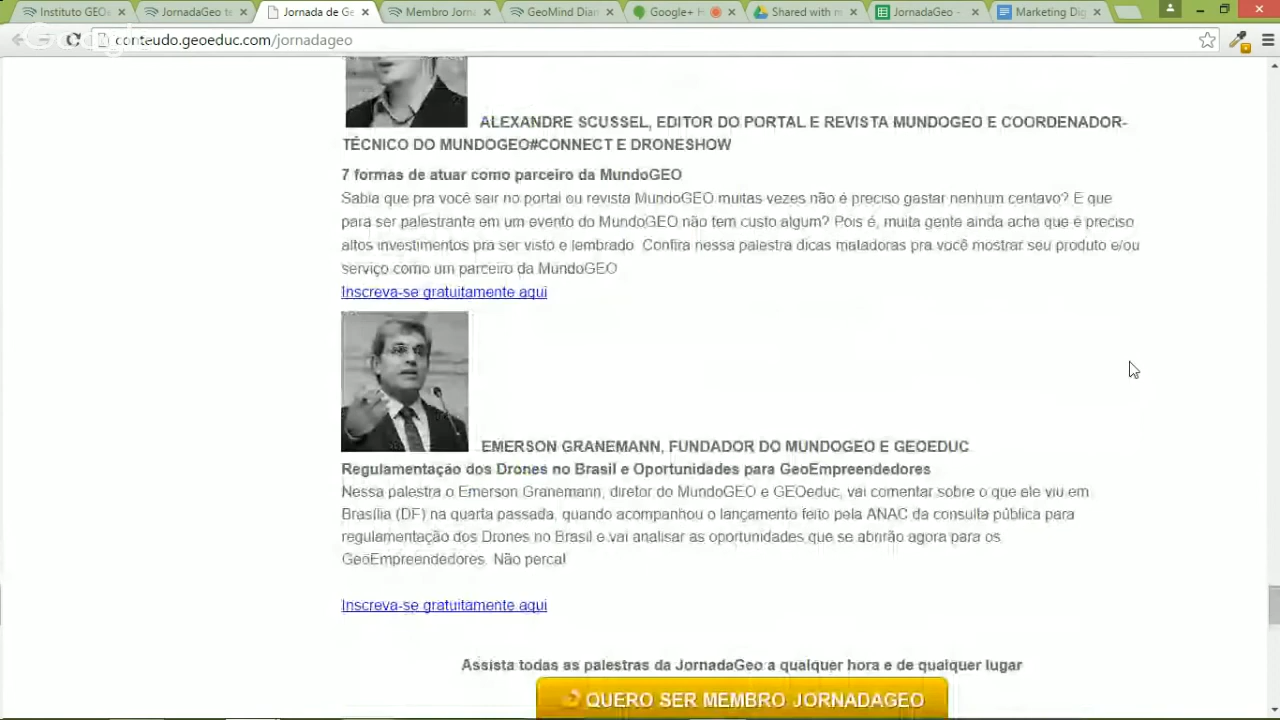 Instituto GEO
JornadaGeo te
Jornada de Ge
Membro Jorn
GeoMind Dian
Google+ H
Shared with m
JornadaGeo -
Marketing Dig
conteudo.geoeduc.com/jornadageo
ALEXANDRE SCUSSEL, EDITOR DO PORTAL E REVISTA MUNDOGEO E COORDENADOR-
TÉCNICO DO MUNDOGEO#CONNECT E DRONESHOW
7 formas de atuar como parceiro da MundoGEO
Sabia que pra você sair no portal ou revista MundoGEO muitas vezes não é preciso gastar nenhum centavo? E que
para ser palestrante em um evento do MundoGEO não tem custo algum? Pois é, muita gente ainda acha que é preciso
altos investimentos pra ser visto e lembrado. Confira nessa palestra dicas matadoras pra você mostrar seu produto e/ou
serviço como um parceiro da MundoGEO
Inscreva-se gratuitamente aqui
EMERSON GRANEMANN, FUNDADOR DO MUNDOGEO E GEOEDUC
Regulamentação dos Drones no Brasil e Oportunidades para GeoEmpreendedores
Nessa palestra o Emerson Granemann, diretor do MundoGEO e GEOeduc, vai comentar sobre o que ele viu em
Brasília (DF) na quarta passada, quando acompanhou o lançamento feito pela ANAC da consulta pública para
regulamentação dos Drones no Brasil e vai analisar as oportunidades que se abrirão agora para os
GeoEmpreendedores. Não perca!
Inscreva-se gratuitamente aqui
Assista todas as palestras da JornadaGeo a qualquer hora e de qualquer lugar
QUERO SER MEMBRO JORNADAGEO